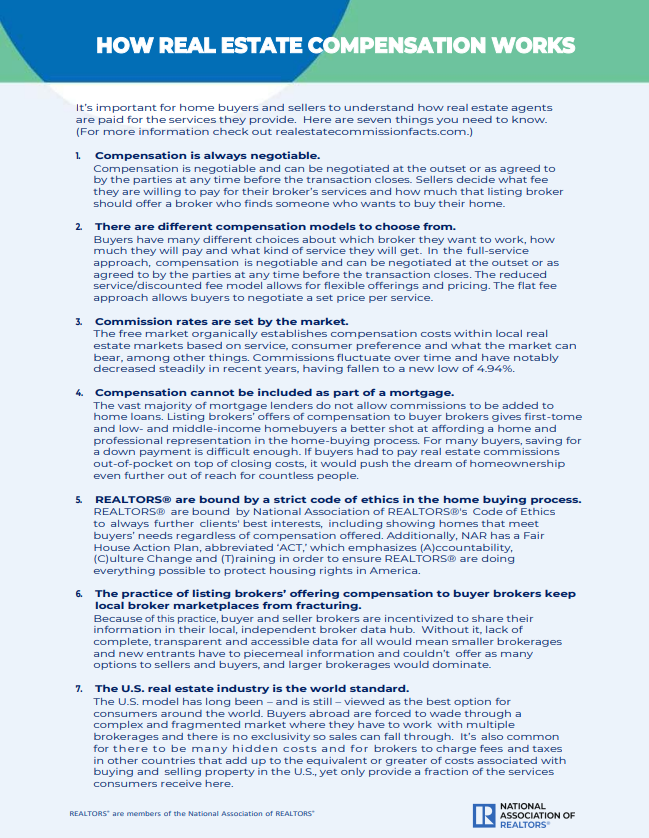 HOW REAL ESTATE COMPENSATION WORKS
It's important for home buyers and sellers to understand how real estate agents
are paid for the services they provide. Here are seven things you need to know.
(For more information check out realestatecommissionfacts.com.)
1. Compensation is always negotiable.
Compensation is negotiable and can be negotiated at the outset or as agreed to
by the parties at any time before the transaction closes. Sellers decide what fee
they are willing to pay for their broker's services and how much that listing broker
should offer a broker who finds someone who wants to buy their home.
2. There are different compensation models to choose from.
Buyers have many different choices about which broker they want to work, how
much they will pay and what kind of service they will get. In the full-service
approach, compensation is negotiable and can be negotiated at the outset or as
agreed to by the parties at any time before the transaction closes. The reduced
service/discounted fee model allows for flexible offerings and pricing. The flat fee
approach allows buyers to negotiate a set price per service.
3. Commission rates are set by the market.
The free market organically establishes compensation costs within local real
estate markets based on service, consumer preference and what the market can
bear, among other things. Commissions fluctuate over time and have notably
decreased steadily in recent years, having fallen to a new low of 4.94%.
4. Compensation cannot be included as part of a mortgage.
The vast majority of mortgage lenders do not allow commissions to be added to
home loans. Listing brokers' offers of compensation to buyer brokers gives first-tome
and low- and middle-income homebuyers a better shot at affording a home and
professional representation in the home-buying process. For many buyers, saving for
a down payment is difficult enough. If buyers had to pay real estate commissions
out-of-pocket on top of closing costs, it would push the dream of homeownership
even further out of reach for countless people.
5. REALTORS® are bound by a strict code of ethics in the home buying process.
REALTORS® are bound by National Association of REALTORS®'s Code of Ethics
to always further clients' best interests, including showing homes that meet
buyers' needs regardless of compensation offered. Additionally, NAR has a Fair
House Action Plan, abbreviated 'ACT,' which emphasizes (A)ccountability,
(C)ulture Change and (T)raining in order to ensure REALTORS® are doing
everything possible to protect housing rights in America.
6. The practice of listing brokers' offering compensation to buyer brokers keep
local broker marketplaces from fracturing.
Because of this practice, buyer and seller brokers are incentivized to share their
information in their local, independent broker data hub. Without it, lack of
complete, transparent and accessible data for all would mean smaller brokerages
and new entrants have to piecemeal information and couldn't offer as many
options to sellers and buyers, and larger brokerages would dominate.
7. The U.S. real estate industry is the world standard.
The U.S. model has long been – and is still – viewed as the best option for
consumers around the world. Buyers abroad are forced to wade through a
complex and fragmented market where they have to work with multiple
brokerages and there is no exclusivity so sales can fall through. It's also common
for there to be many hidden costs and for brokers to charge fees and taxes
in other countries that add up to the equivalent or greater of costs associated with
buying and selling property in the U.S., yet only provide a fraction of the services
consumers receive here.
REALTORS® are members of the National Association of REALTORS®
NATIONAL
ASSOCIATION OF
REALTORS®